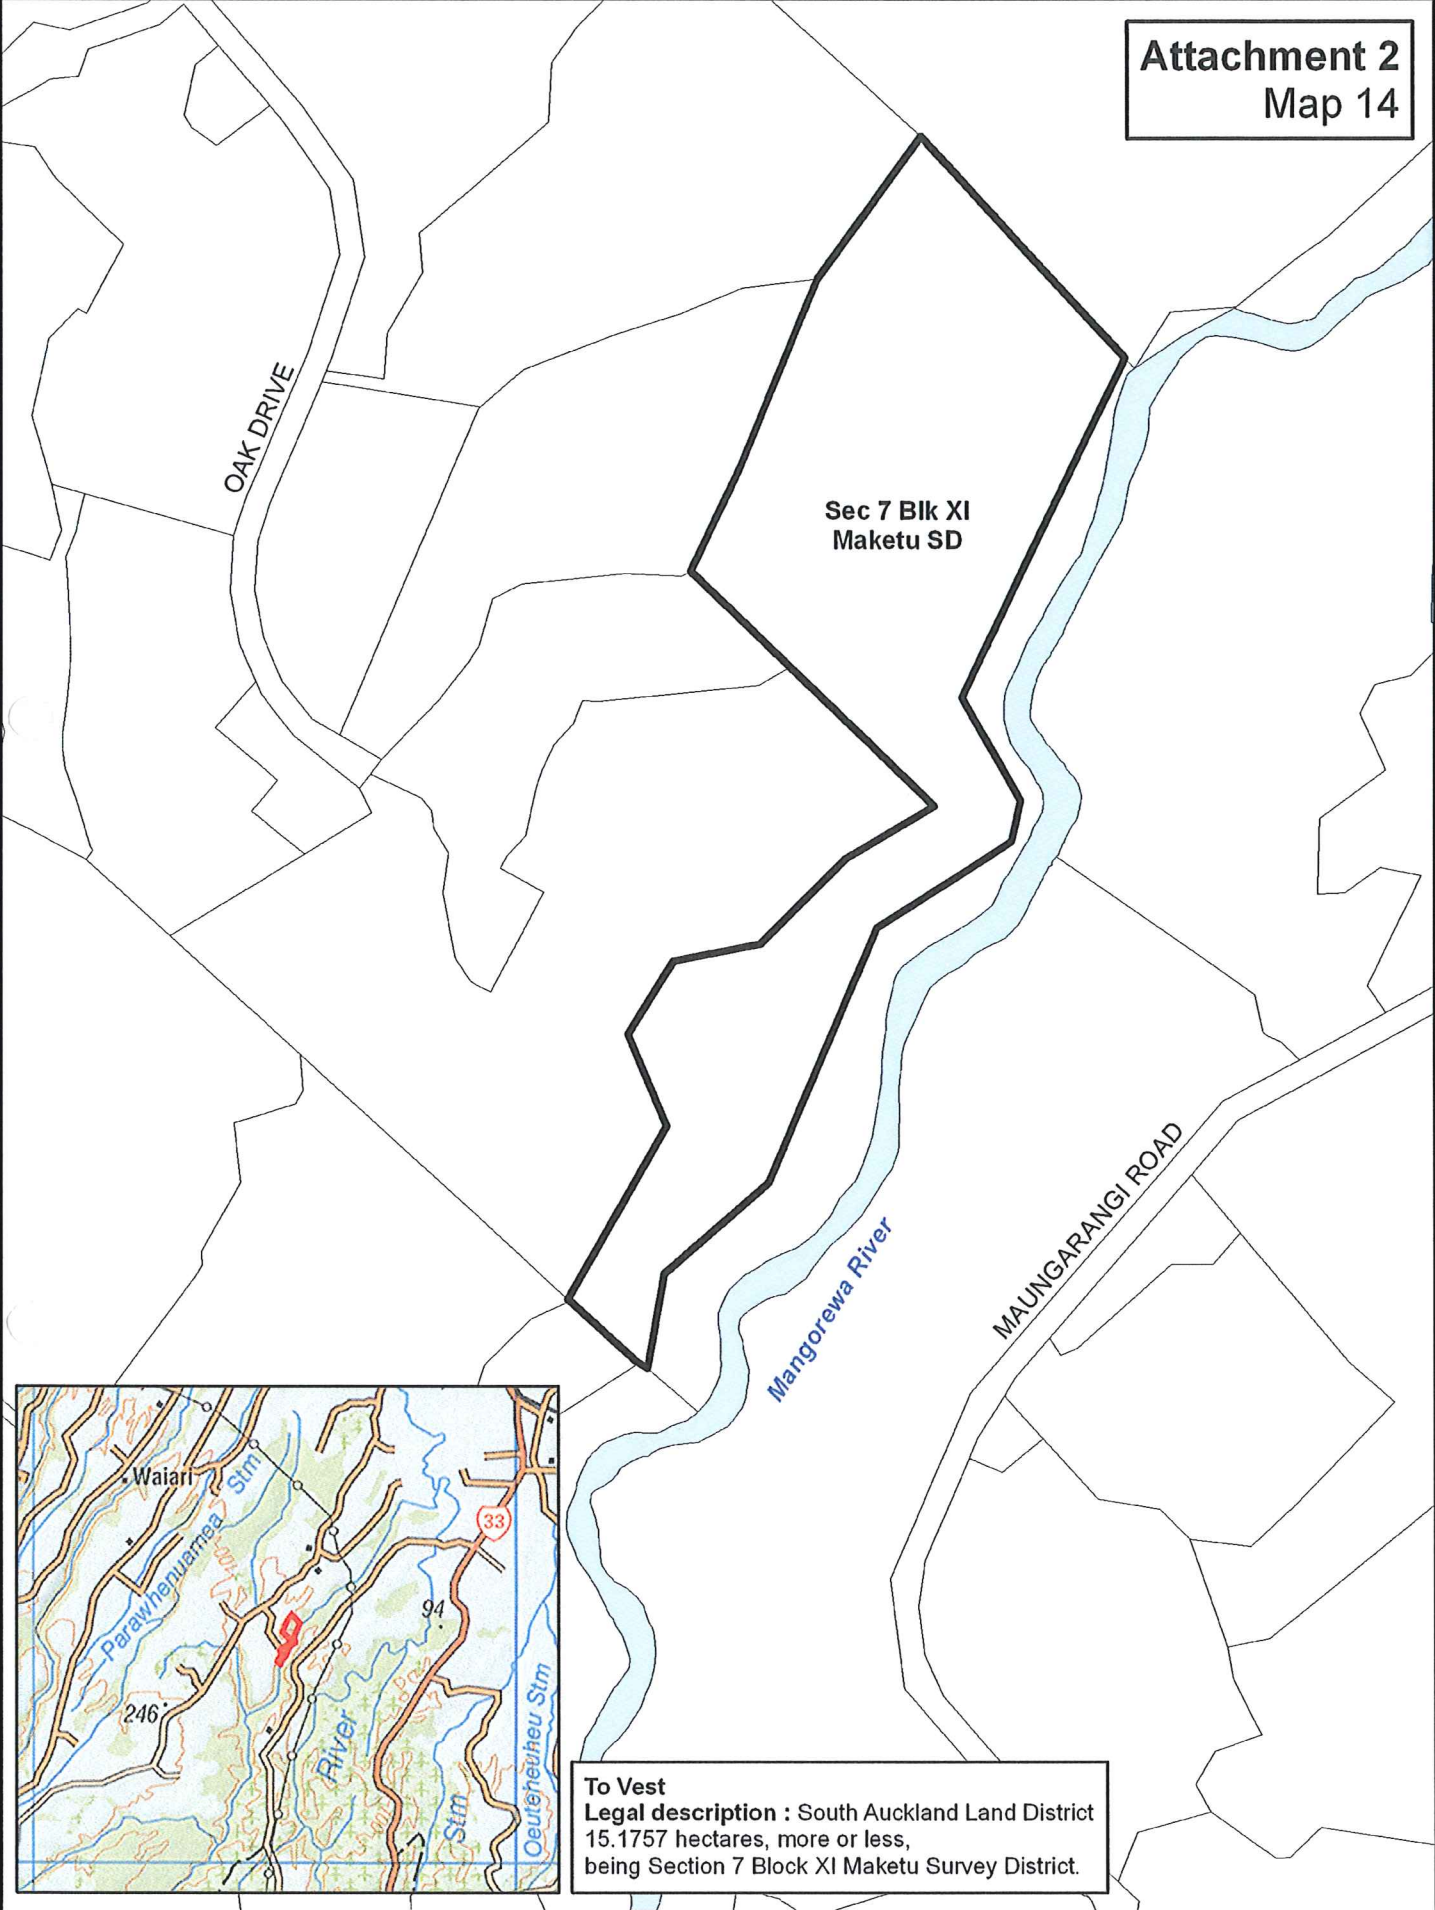 Attachment 2
Map 14
OAK DRIVE
Sec 7 Blk XI
Maketu SD
MAUNGARANGI ROAD
Mangorewa River
Waiari
Stm
Parawhenuamea
100
33
94
246
River
Stm
Oeuteheuheu Stm
To Vest
Legal description : South Auckland Land District
15.1757 hectares, more or less,
being Section 7 Block XI Maketu Survey District.